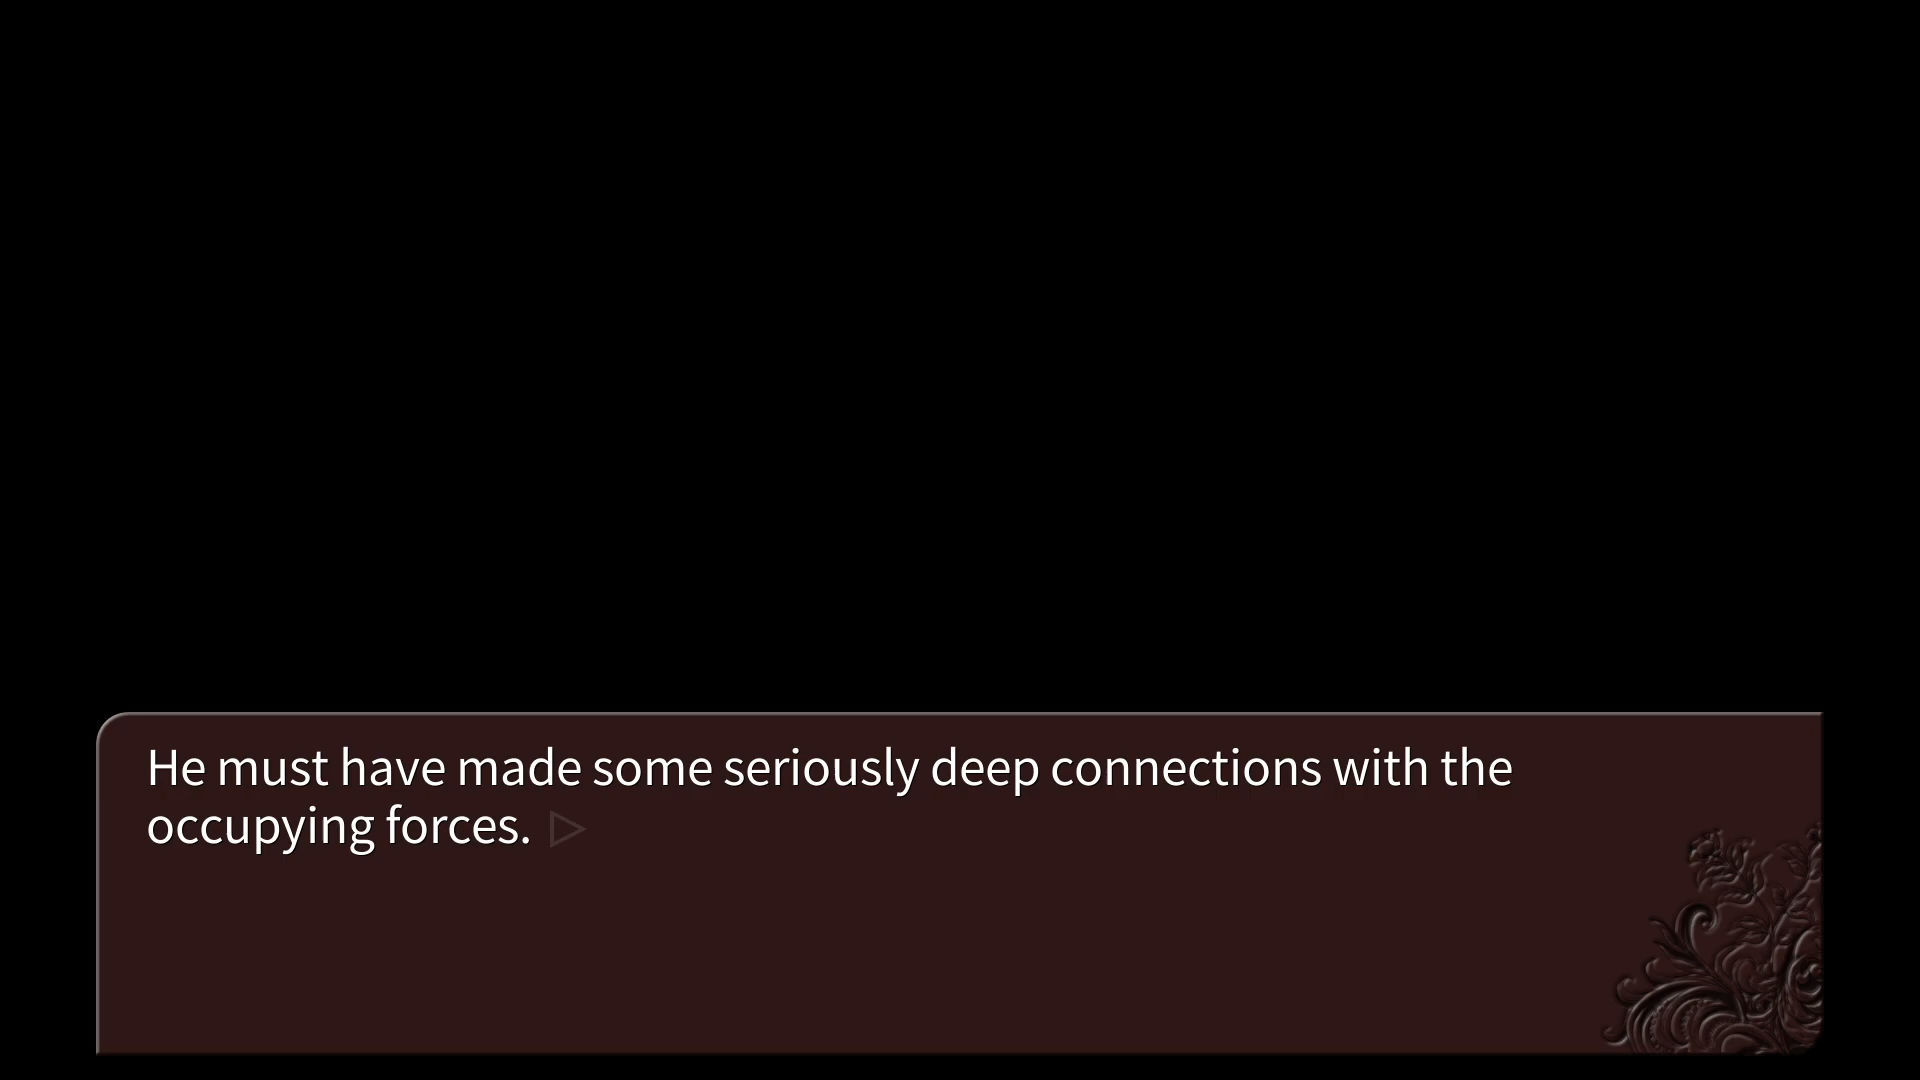 He must have made some seriously deep connections with the
occupying forces.